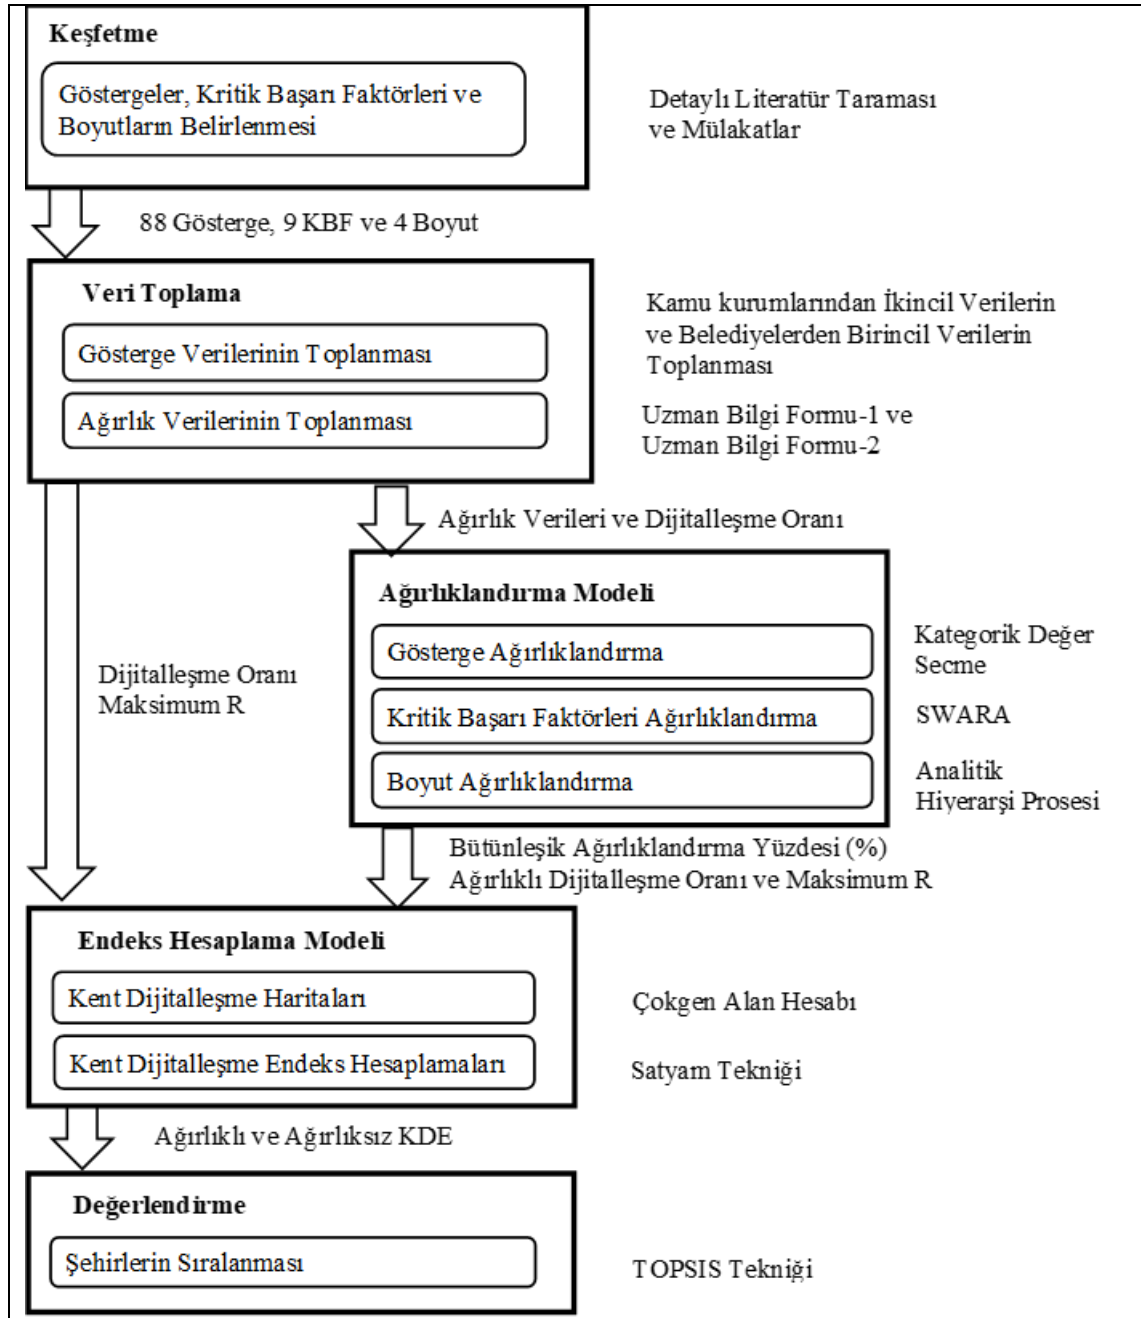 Keşfetme
Göstergeler, Kritik Başarı Faktörleri ve
Boyutların Belirlenmesi
Detaylı Literatür Taraması
ve Mülakatlar
88 Gösterge, 9 KBF ve 4 Boyut
Veri Toplama
Gösterge Verilerinin Toplanması
Ağırlık Verilerinin Toplanması
Kamu kurumlarından İkincil Verilerin
ve Belediyelerden Birincil Verilerin
Toplanması
Uzman Bilgi Formu-1 ve
Uzman Bilgi Formu-2
Ağırlık Verileri ve Dijitalleşme Oranı
Dijitalleşme Oranı
Maksimum R
Ağırlıklandırma Modeli
Gösterge Ağırlıklandırma
Kategorik Değer
Secme
Kritik Başarı Faktörleri Ağırlıklandırma
SWARA
Boyut Ağırlıklandırma
Analitik
Hiyerarşi Prosesi
Bütünleşik Ağırlıklandırma Yüzdesi (%)
Ağırlıklı Dijitalleşme Oranı ve Maksimum R
Endeks Hesaplama Modeli
Kent Dijitalleşme Haritaları
Çokgen Alan Hesabı
Kent Dijitalleşme Endeks Hesaplamaları
Satyam Tekniği
Ağırlıklı ve Ağırlıksız KDE
Değerlendirme
Şehirlerin Sıralanması
TOPSIS Tekniği